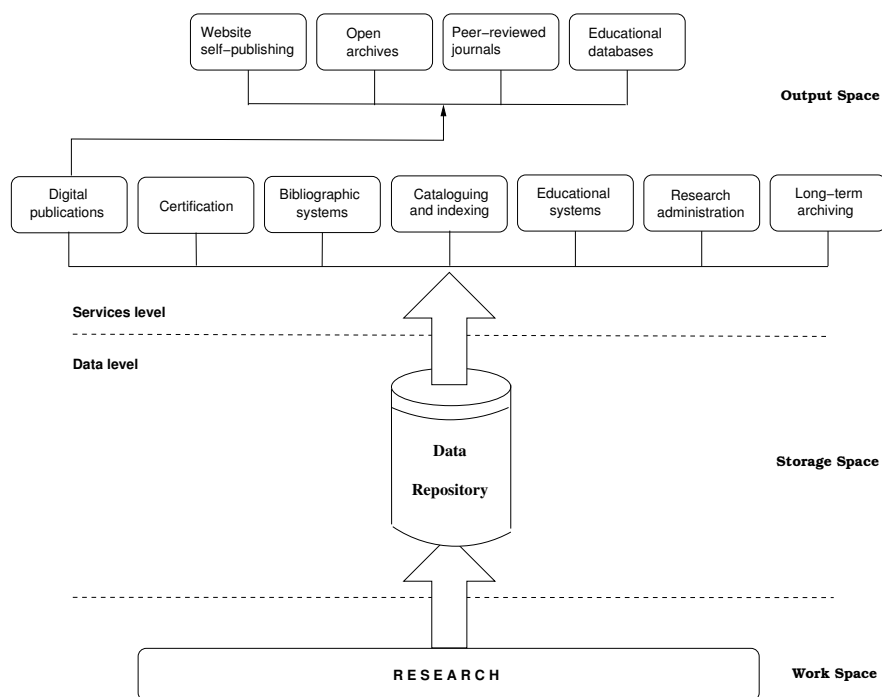 Website
self–publishing
Open
archives
Peer–reviewed
journals
Educational
databases
Output Space
Digital
publications
Certification
Bibliographic
systems
Cataloguing
and indexing
Educational
systems
Research
administration
Long–term
archiving
Services level
Data level
Data
Repository
Storage Space
R E S E A R C H
Work Space